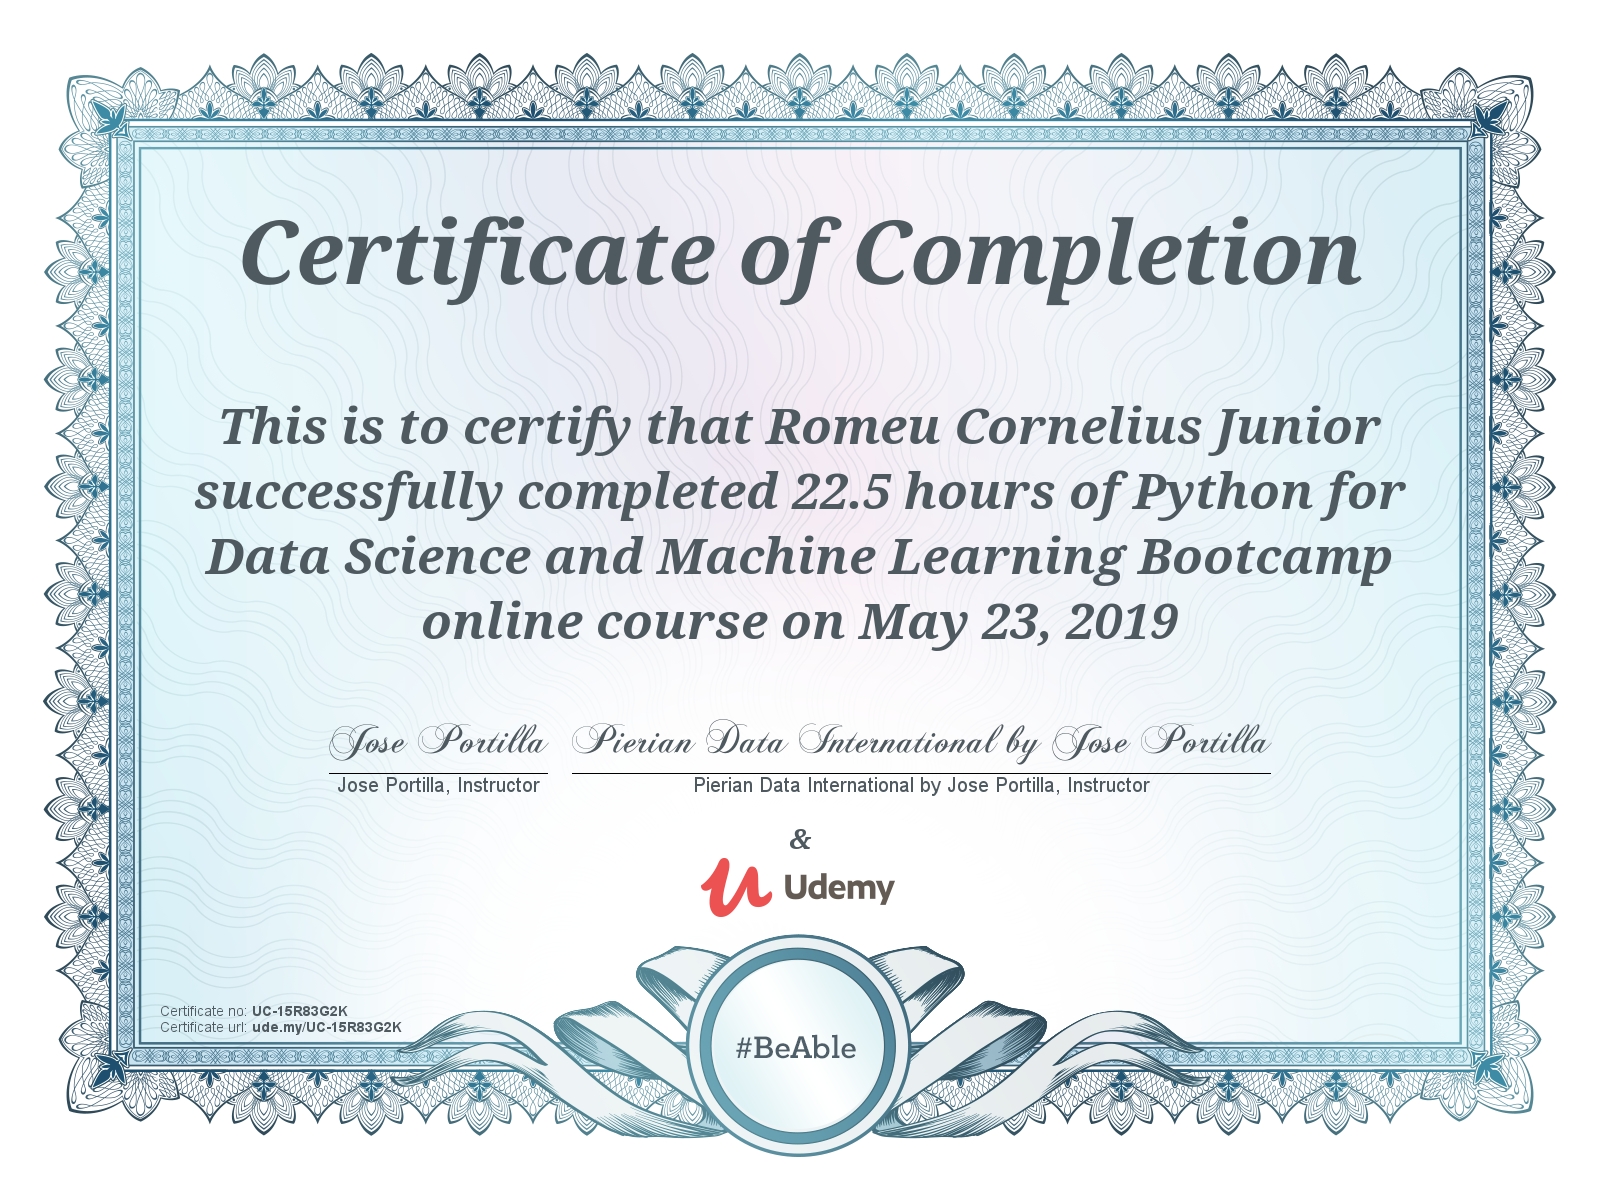 Certificate of Completion
This is to certify that Romeu Cornelius Junior
successfully completed 22.5 hours of Python for
Data Science and Machine Learning Bootcamp
online course on May 23, 2019
Jose Portilla Pierian Data International by Jose Portilla
Jose Portilla, Instructor Pierian Data International by Jose Portilla, Instructor
&
Udemy
Certificate no: UC-15R83G2K
Certificate url: ude.my/UC-15R83G2K
#BeAble